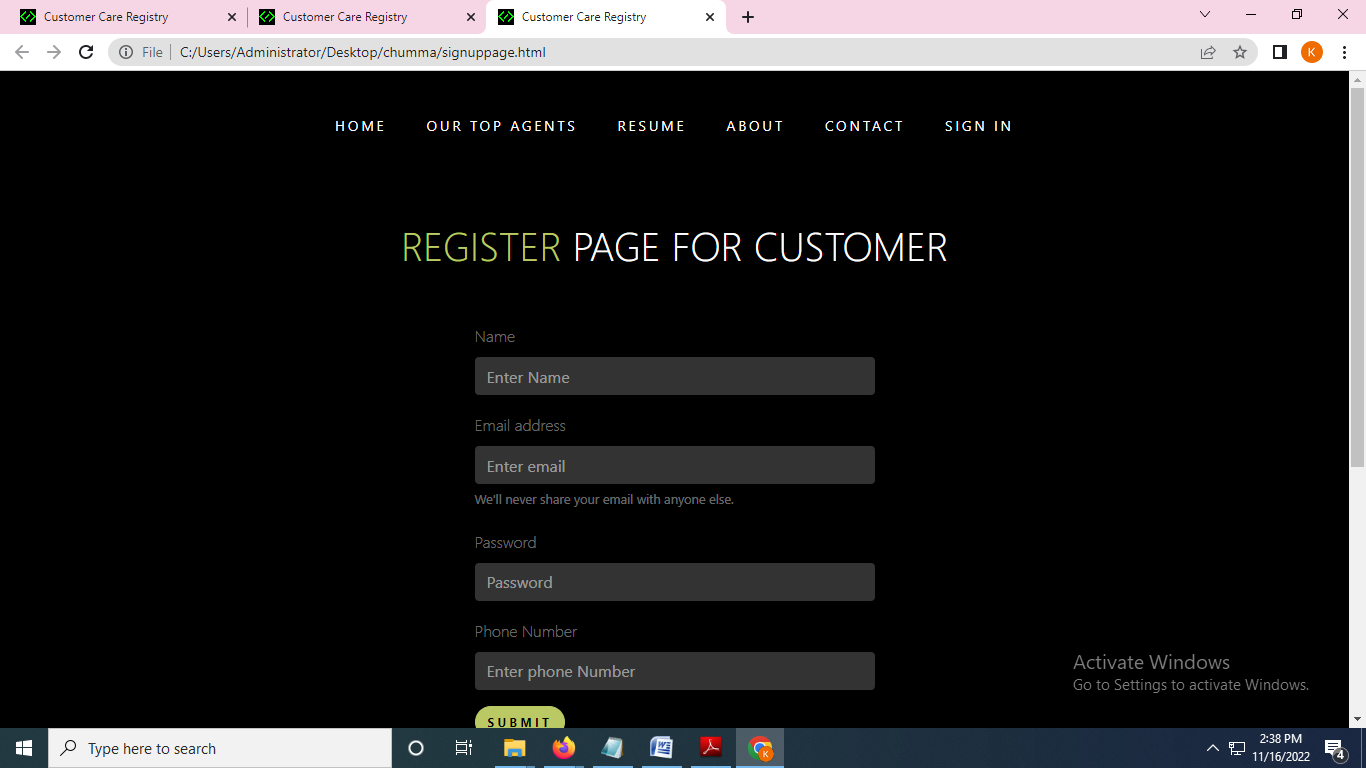 Customer Care Registry
Customer Care Registry
Customer Care Registry
File
C:/Users/Administrator/Desktop/chumma/signuppage.html
K
HOME OUR TOP AGENTS RESUME ABOUT CONTACT SIGN IN
REGISTER PAGE FOR CUSTOMER
Name
Enter Name
Email address
Enter email
We'll never share your email with anyone else.
Password
Password
Phone Number
Enter phone Number
SUBMIT
Activate Windows
Go to Settings to activate Windows.
Type here to search
K
2:38 PM
11/16/2022
4